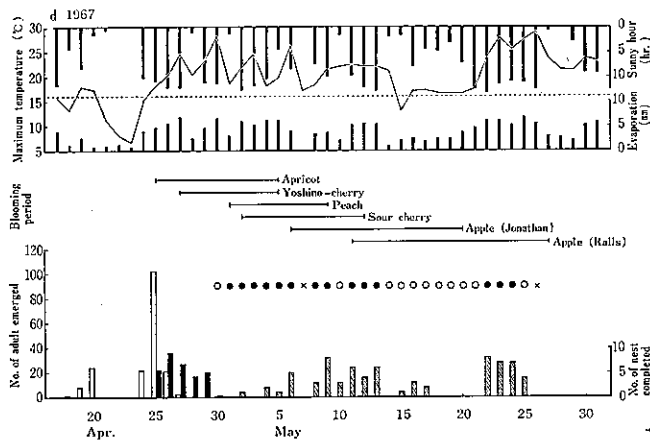 d 1967
Maximum temperature (℃)
30
25
20
15
10
5
0
5
10
15
Sunny hour (hr.)
10
5
0
Evaporation (mm)
Blooming period
Apricot
Yoshino-cherry
Peach
Sour cherry
Apple (Jonathan)
Apple (Ralls)
No. of adult emerged
120
100
80
60
40
20
0
10
5
0
No. of nest completed
20
25
30
5
10
15
20
25
30
Apr.
May